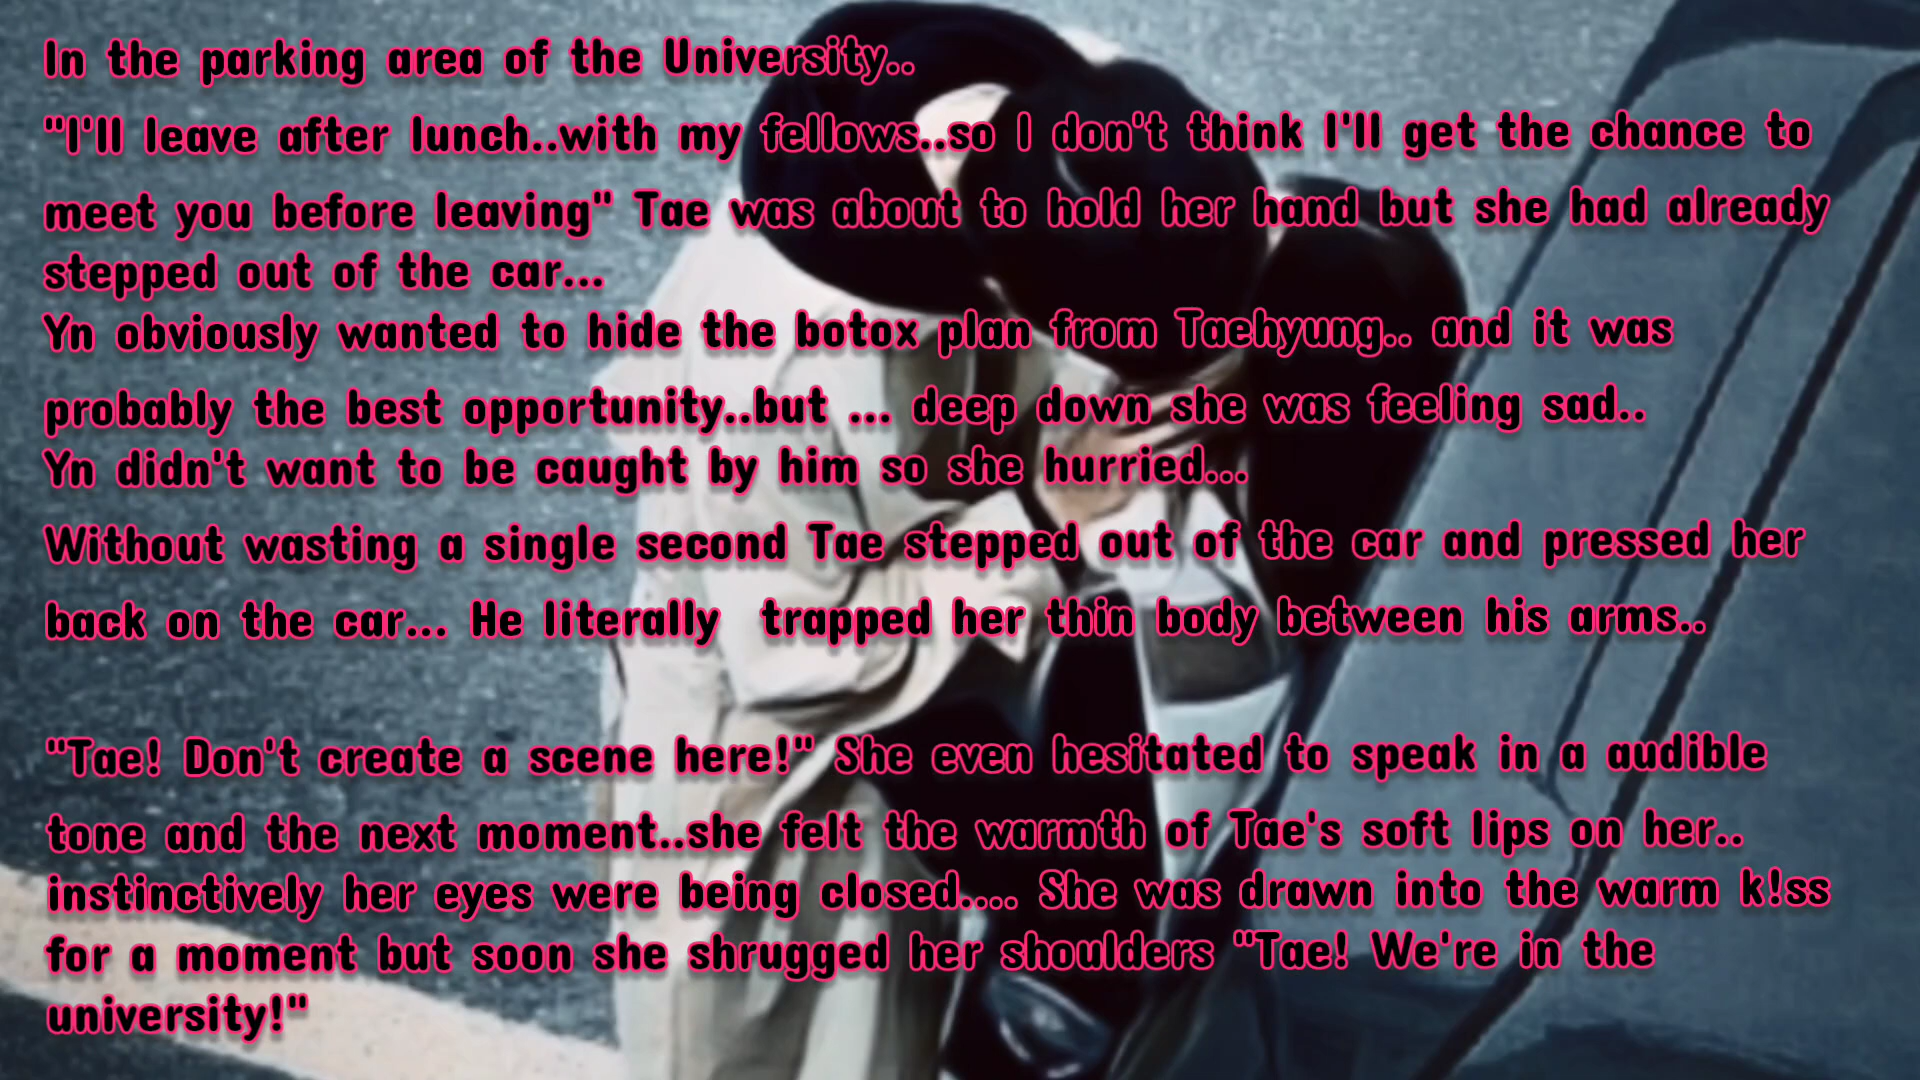 In the parking area of the University..
"I'll leave after lunch..with my fellows..so I don't think I'll get the chance to
meet you before leaving" Tae was about to hold her hand but she had already
stepped out of the car...
Yn obviously wanted to hide the botox plan from Taehyung.. and it was
probably the best opportunity..but ... deep down she was feeling sad..
Yn didn't want to be caught by him so she hurried...
Without wasting a single second Tae stepped out of the car and pressed her
back on the car... He literally  trapped her thin body between his arms..
"Tae! Don't create a scene here!" She even hesitated to speak in a audible
tone and the next moment..she felt the warmth of Tae's soft lips on her..
instinctively her eyes were being closed.... She was drawn into the warm k!ss
for a moment but soon she shrugged her shoulders "Tae! We're in the
university!"